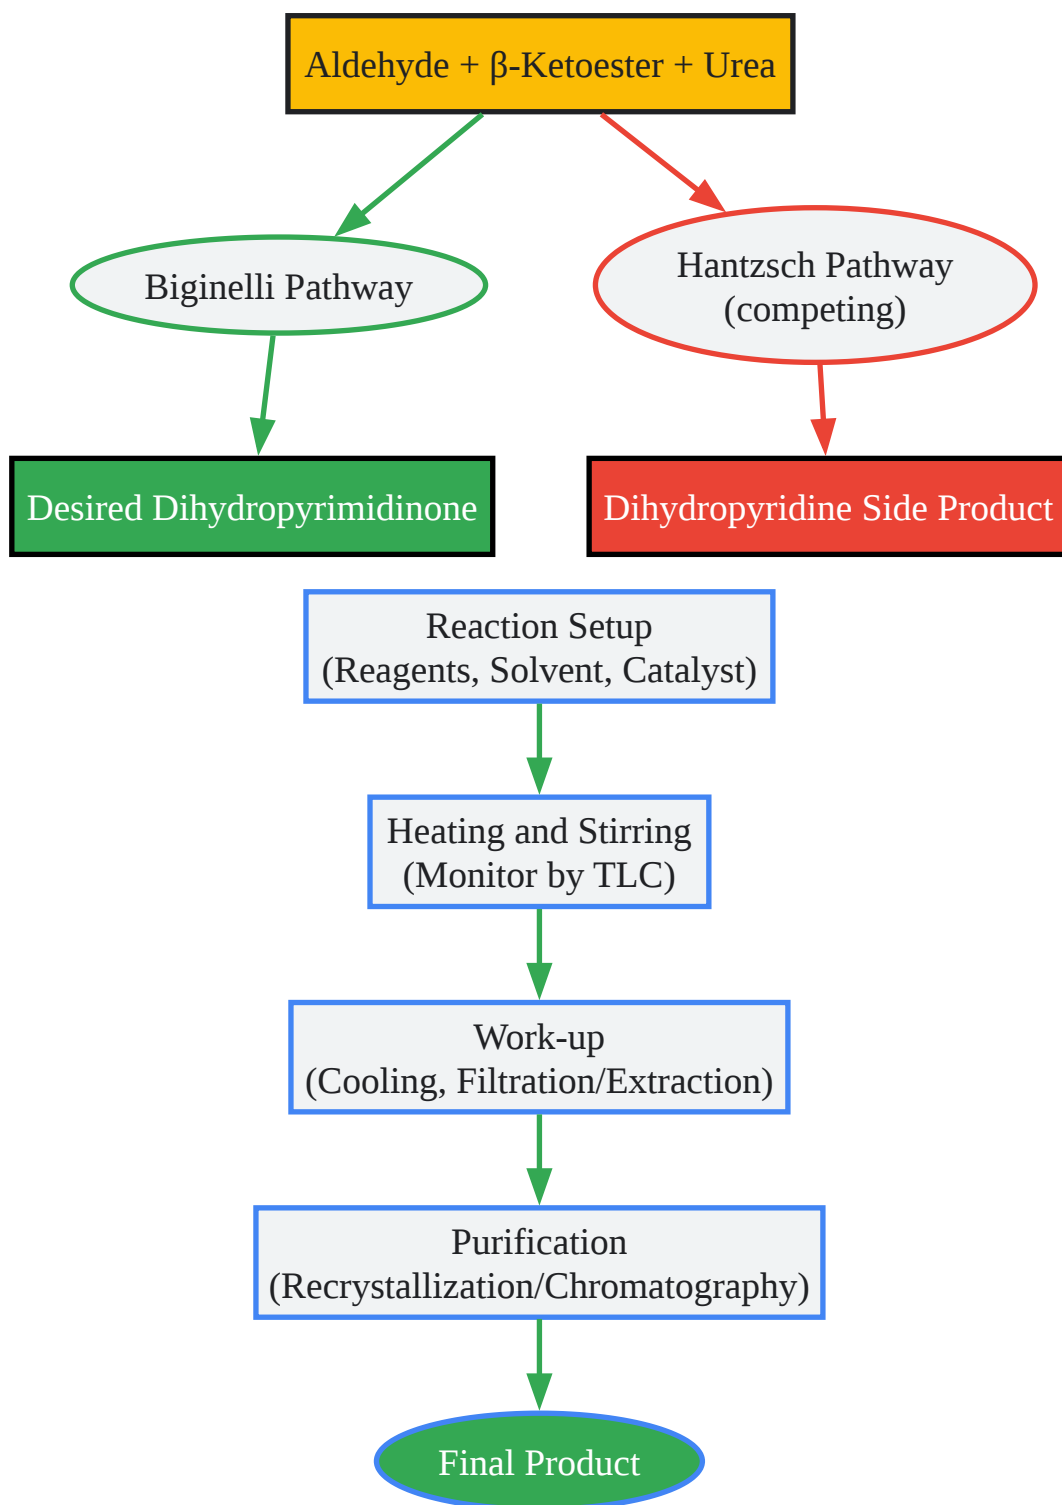 Aldehyde + β-Ketoester + Urea
Biginelli Pathway
Hantzsch Pathway
(competing)
Desired Dihydropyrimidinone
Dihydropyridine Side Product
Reaction Setup
(Reagents, Solvent, Catalyst)
Heating and Stirring
(Monitor by TLC)
Work-up
(Cooling, Filtration/Extraction)
Purification
(Recrystallization/Chromatography)
Final Product